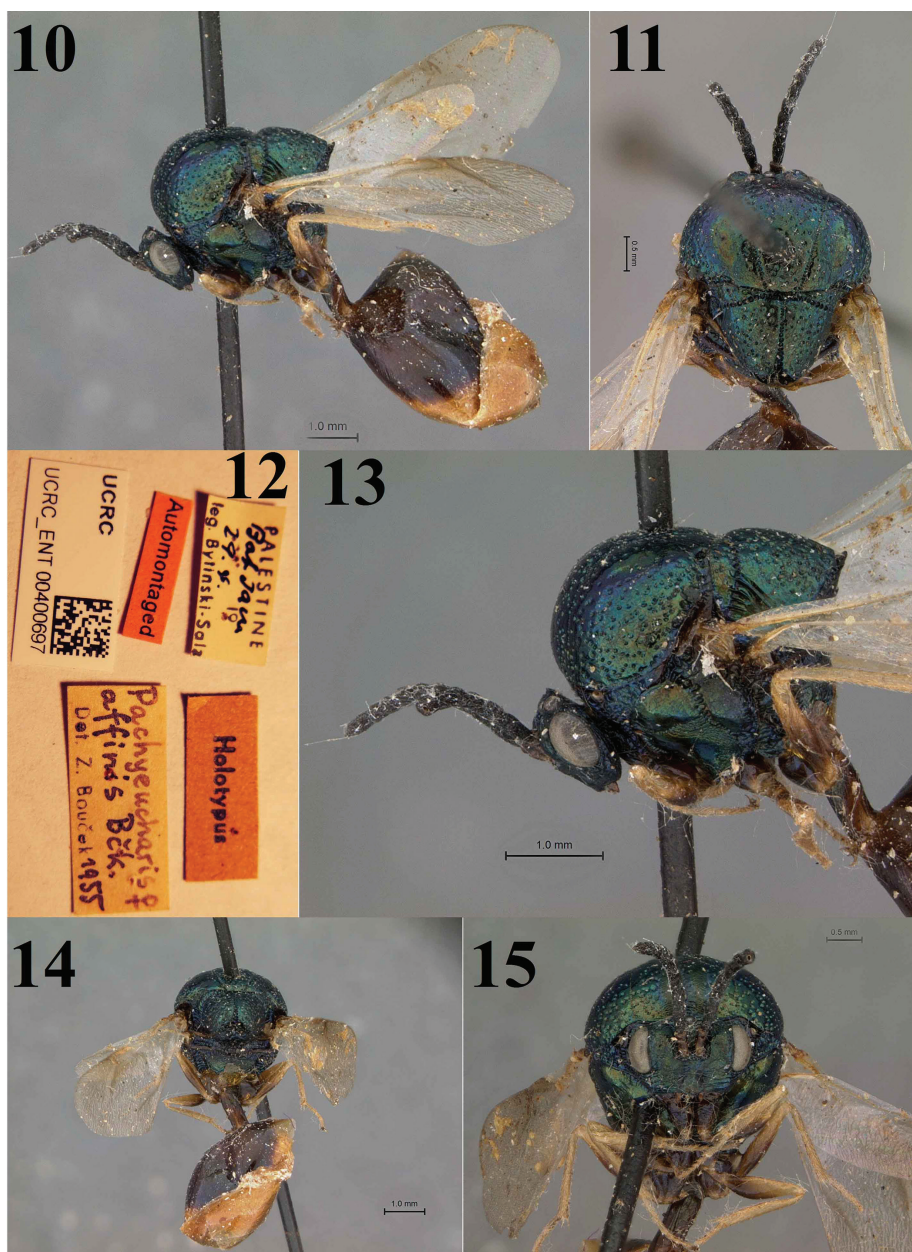 10
1.0 mm
11
0.5 mm
12
UCRC
UCRC_ENT 00400697
Automontaged
PALESTINE
leg. Bylinski-Salz
Pachyeucharis ♀
affinis Bčk.
Det. Z. Bouček 1955
Holotypus
13
1.0 mm
14
1.0 mm
15
0.5 mm